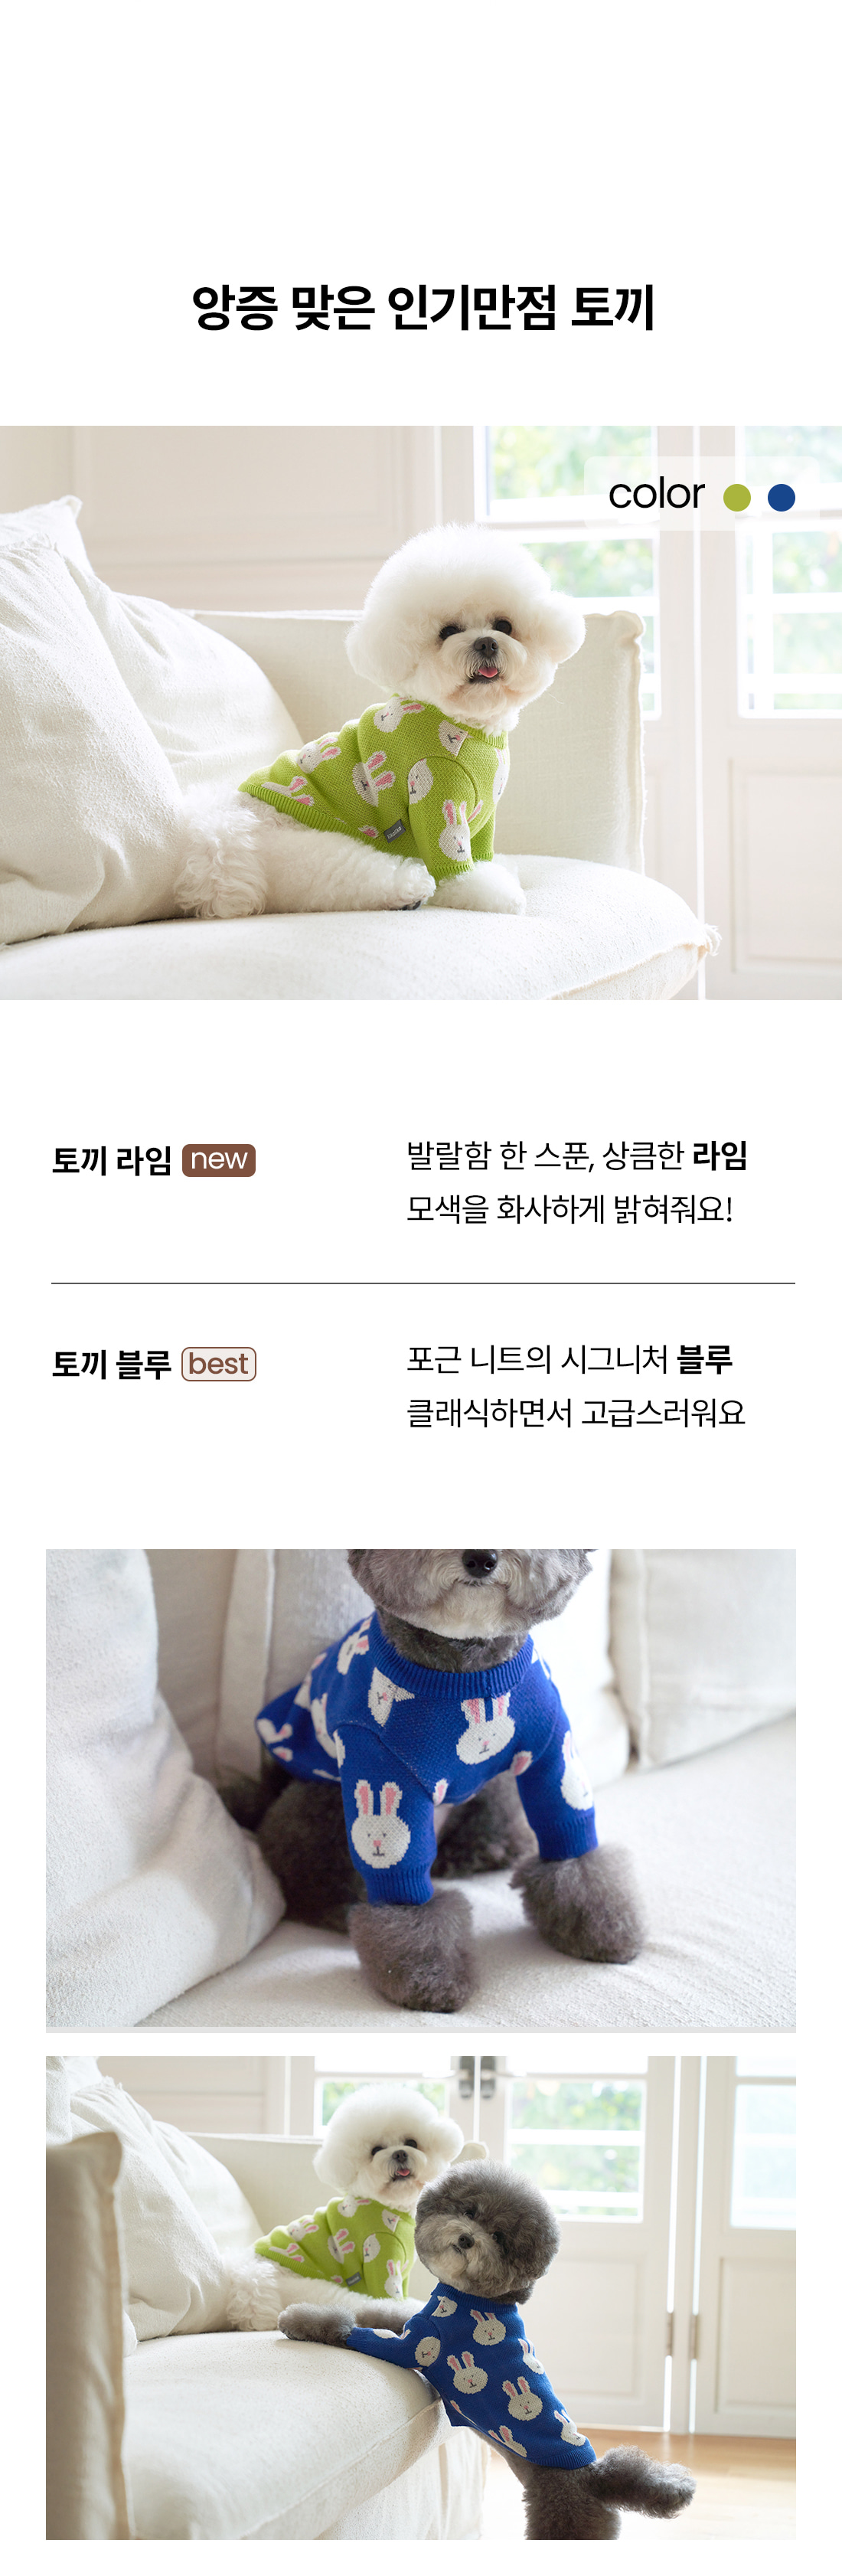 앙증 맞은 인기만점 토끼
color
토끼 라임 new
발랄함 한 스푼, 상큼한 라임
모색을 화사하게 밝혀줘요!
토끼 블루 best
포근 니트의 시그니처 블루
클래식하면서 고급스러워요